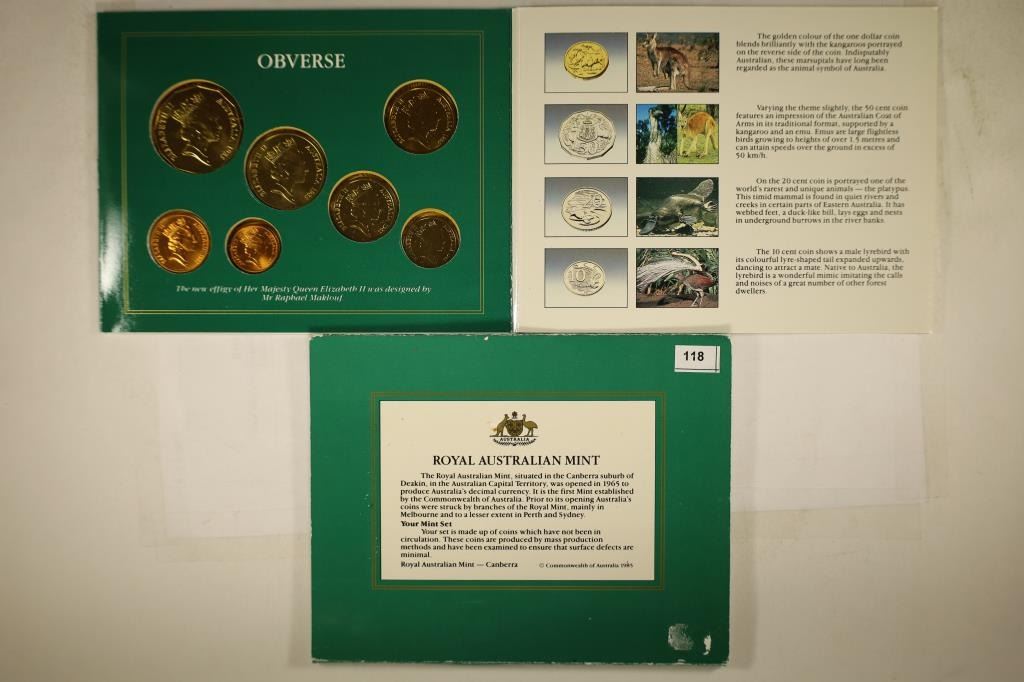 OBVERSE
The new effigy of Her Majesty Queen Elizabeth II was designed by
Mr Raphael Maklouf
The golden colour of the one dollar coin
blends brilliantly with the kangaroos portrayed
on the reverse side of the coin. Indisputably
Australian, these marsupials have long been
regarded as the animal symbol of Australia.
Varying the theme slightly, the 50 cent coin
features an impression of the Australian Coat of
Arms in its traditional format, supported by a
kangaroo and an emu. Emus are large flightless
birds growing to heights of over 1.5 metres and
can attain speeds over the ground in excess of
50 km/h.
On the 20 cent coin is portrayed one of the
world's rarest and unique animals — the platypus.
This timid mammal is found in quiet rivers and
creeks in certain parts of Eastern Australia. It has
webbed feet, a duck-like bill, lays eggs and nests
in underground burrows in the river banks.
The 10 cent coin shows a male lyrebird with
its colourful lyre-shaped tail expanded upwards,
dancing to attract a mate. Native to Australia, the
lyrebird is a wonderful mimic imitating the calls
and noises of a great number of other forest
dwellers.
118
AUSTRALIA
ROYAL AUSTRALIAN MINT
The Royal Australian Mint, situated in the Canberra suburb of
Deakin, in the Australian Capital Territory, was opened in 1965 to
produce Australia's decimal currency. It is the first Mint established
by the Commonwealth of Australia. Prior to its opening Australia's
coins were struck by branches of the Royal Mint, mainly in
Melbourne and to a lesser extent in Perth and Sydney.
Your Mint Set
Your set is made up of coins which have not been in
circulation. These coins are produced by mass production
methods and have been examined to ensure that surface defects are
minimal.
Royal Australian Mint — Canberra
© Commonwealth of Australia 1985